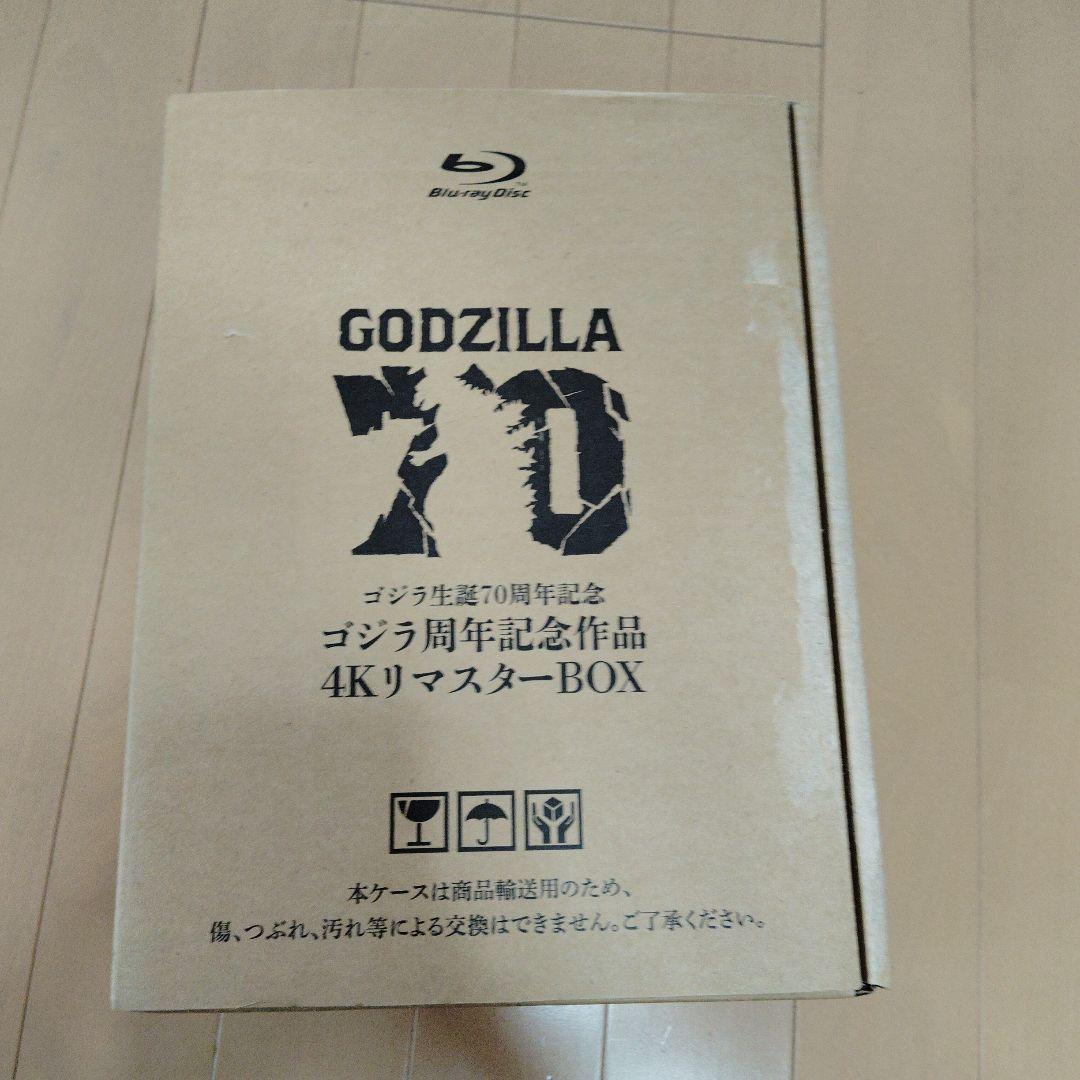 Blu-ray Disc™
GODZILLA
70
ゴジラ生誕70周年記念
ゴジラ周年記念作品
4KリマスターBOX
本ケースは商品輸送用のため、
傷、つぶれ、汚れ等による交換はできません。ご了承ください。